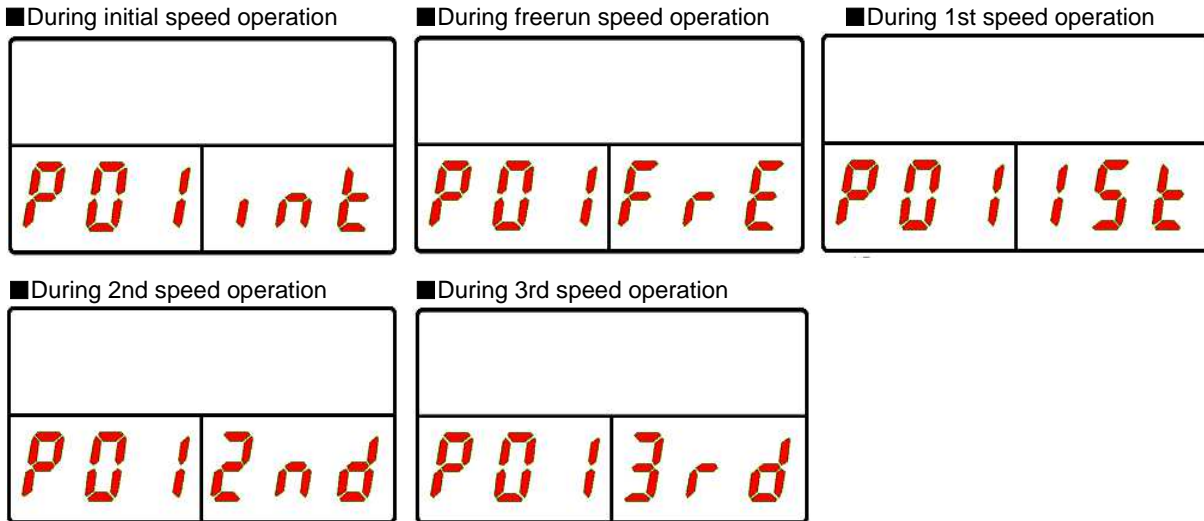 ■During initial speed operation
P01 int
■During freerun speed operation
P01 FrE
■During 1st speed operation
P01 1St
■During 2nd speed operation
P01 2nd
■During 3rd speed operation
P01 3rd